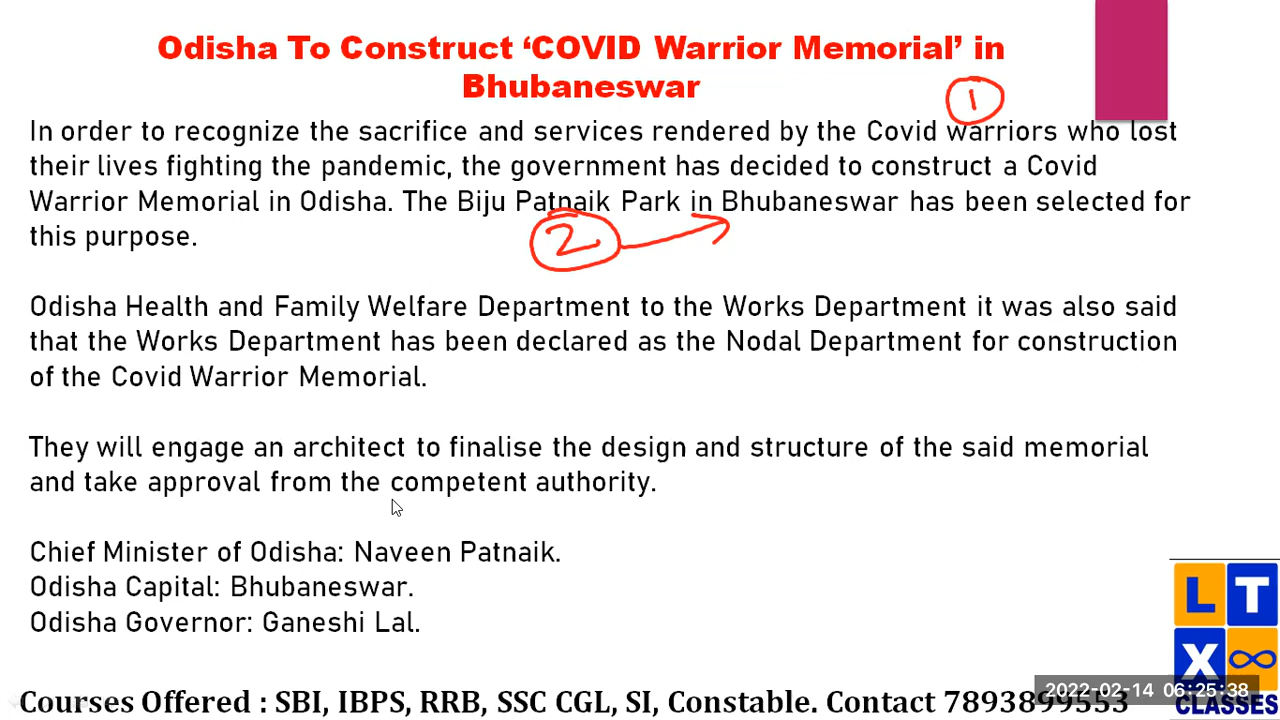 Odisha To Construct ‘COVID Warrior Memorial’ in
Bhubaneswar
1
In order to recognize the sacrifice and services rendered by the Covid warriors who lost
their lives fighting the pandemic, the government has decided to construct a Covid
Warrior Memorial in Odisha. The Biju Patnaik Park in Bhubaneswar has been selected for
this purpose.
2
Odisha Health and Family Welfare Department to the Works Department it was also said
that the Works Department has been declared as the Nodal Department for construction
of the Covid Warrior Memorial.
They will engage an architect to finalise the design and structure of the said memorial
and take approval from the competent authority.
Chief Minister of Odisha: Naveen Patnaik.
Odisha Capital: Bhubaneswar.
Odisha Governor: Ganeshi Lal.
L T
X ∞
2022-02-14 06:25:38
Courses Offered : SBI, IBPS, RRB, SSC CGL, SI, Constable. Contact 7893899553
CLASSES